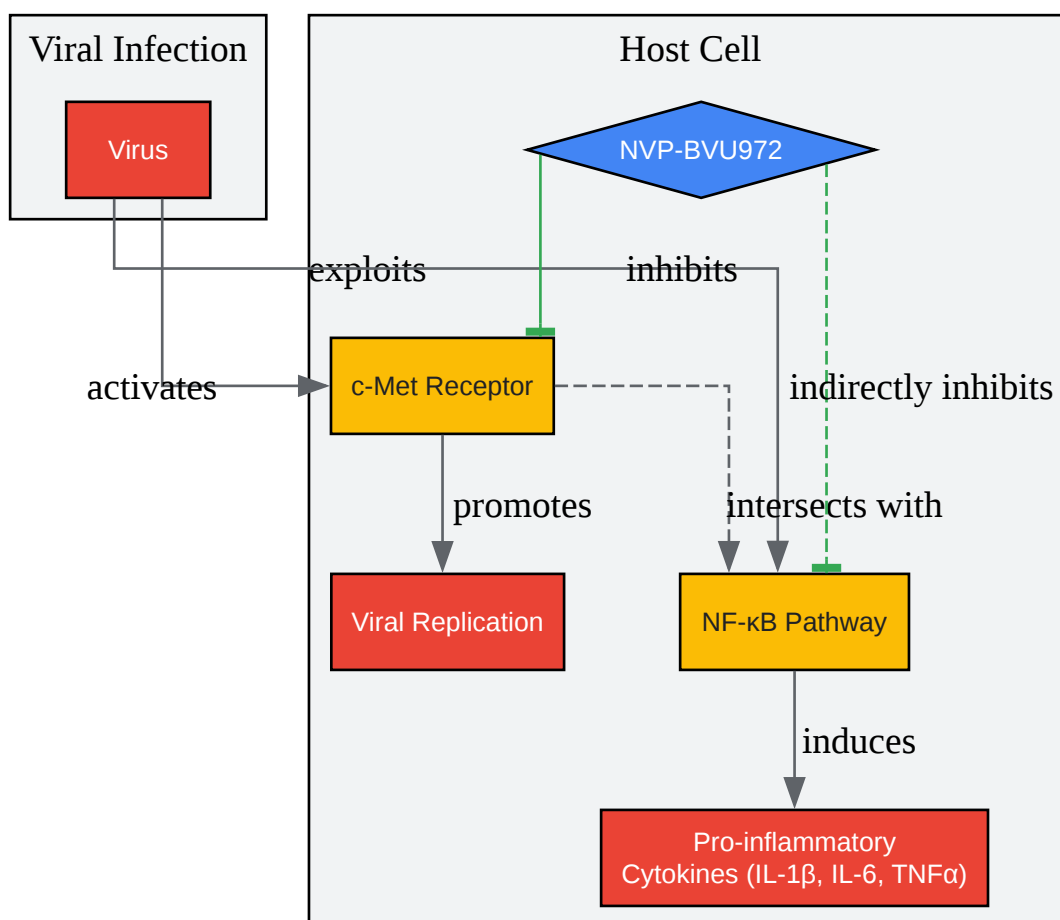 Viral Infection
Host Cell
Virus
NVP-BVU972
exploits
inhibits
activates
c-Met Receptor
indirectly inhibits
promotes
intersects with
Viral Replication
NF-κB Pathway
induces
Pro-inflammatory
Cytokines (IL-1β, IL-6, TNFα)